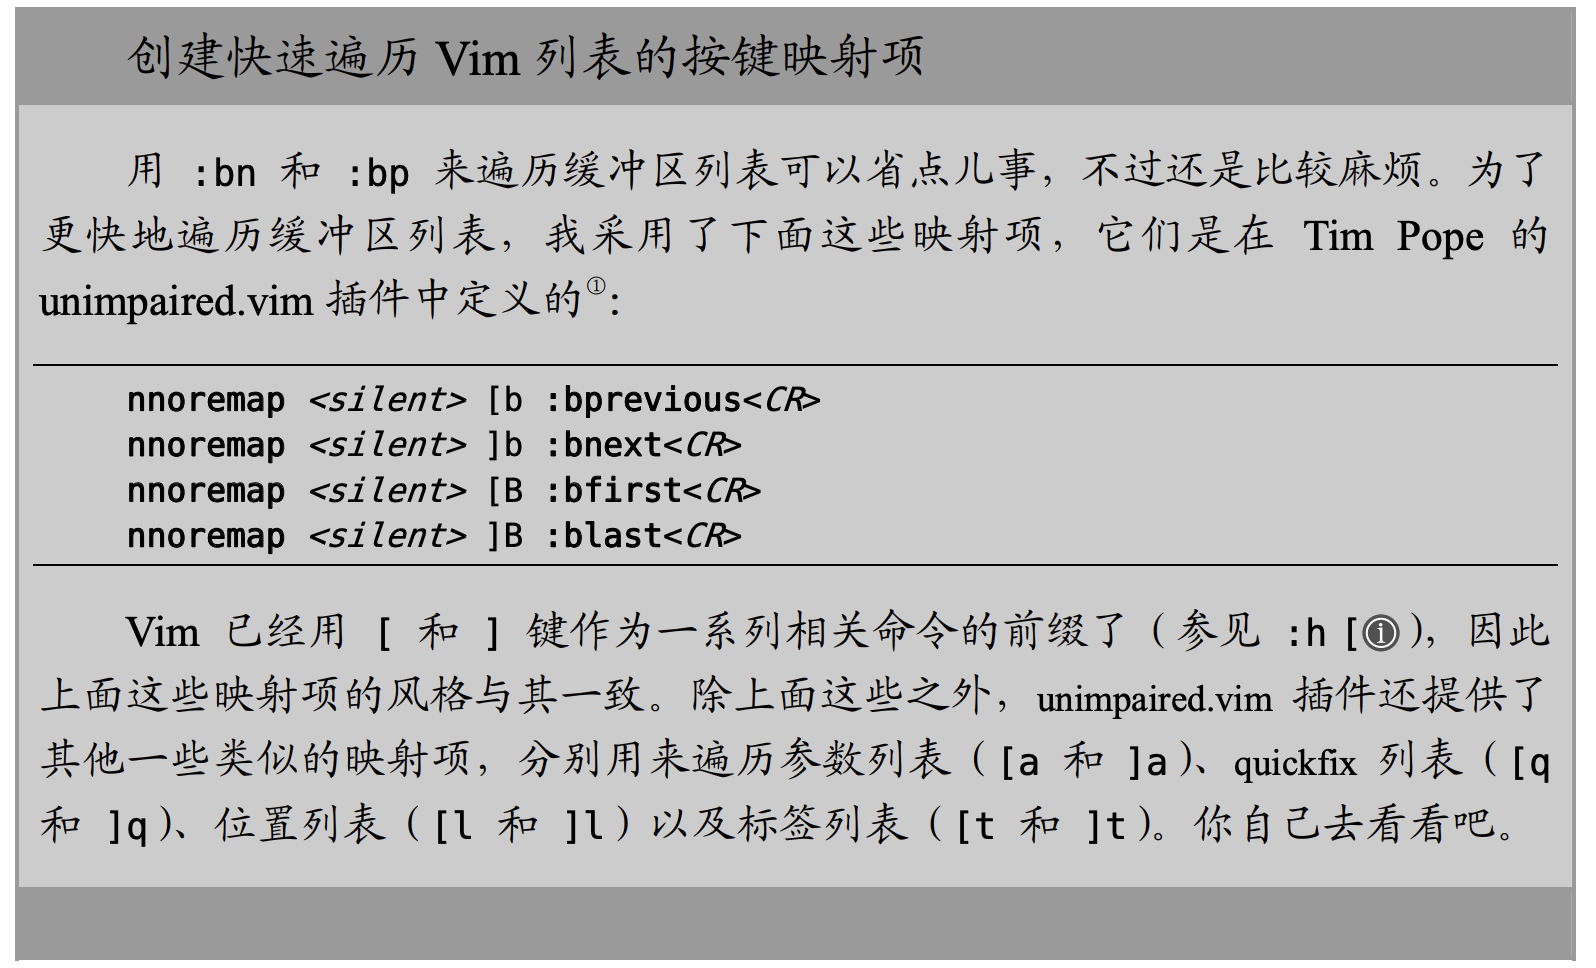 创建快速遍历 Vim 列表的按键映射项
用 :bn 和 :bp 来遍历缓冲区列表可以省点儿事，不过还是比较麻烦。为了
更快地遍历缓冲区列表，我采用了下面这些映射项，它们是在 Tim Pope 的
unimpaired.vim 插件中定义的①：
nnoremap <silent> [b :bprevious<CR>
nnoremap <silent> ]b :bnext<CR>
nnoremap <silent> [B :bfirst<CR>
nnoremap <silent> ]B :blast<CR>
Vim 已经用 [ 和 ] 键作为一系列相关命令的前缀了（参见 :h [ⓘ），因此
上面这些映射项的风格与其一致。除上面这些之外，unimpaired.vim 插件还提供了
其他一些类似的映射项，分别用来遍历参数列表（[a 和 ]a）、quickfix 列表（[q
和 ]q）、位置列表（[l 和 ]l）以及标签列表（[t 和 ]t）。你自己去看看吧。